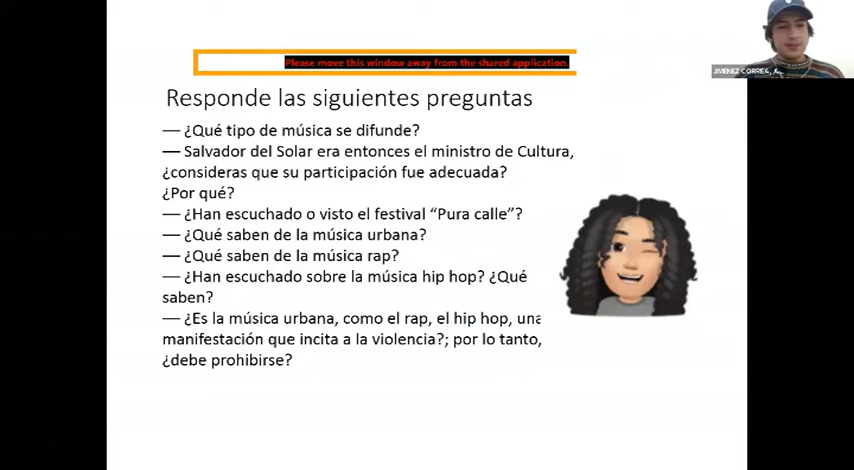 Please move this window away from the shared application.
JIMENEZ CORREA, A...
Responde las siguientes preguntas
— ¿Qué tipo de música se difunde?
— Salvador del Solar era entonces el ministro de Cultura,
¿consideras que su participación fue adecuada?
¿Por qué?
— ¿Han escuchado o visto el festival “Pura calle”?
— ¿Qué saben de la música urbana?
— ¿Qué saben de la música rap?
— ¿Han escuchado sobre la música hip hop? ¿Qué
saben?
— ¿Es la música urbana, como el rap, el hip hop, una
manifestación que incita a la violencia?; por lo tanto,
¿debe prohibirse?